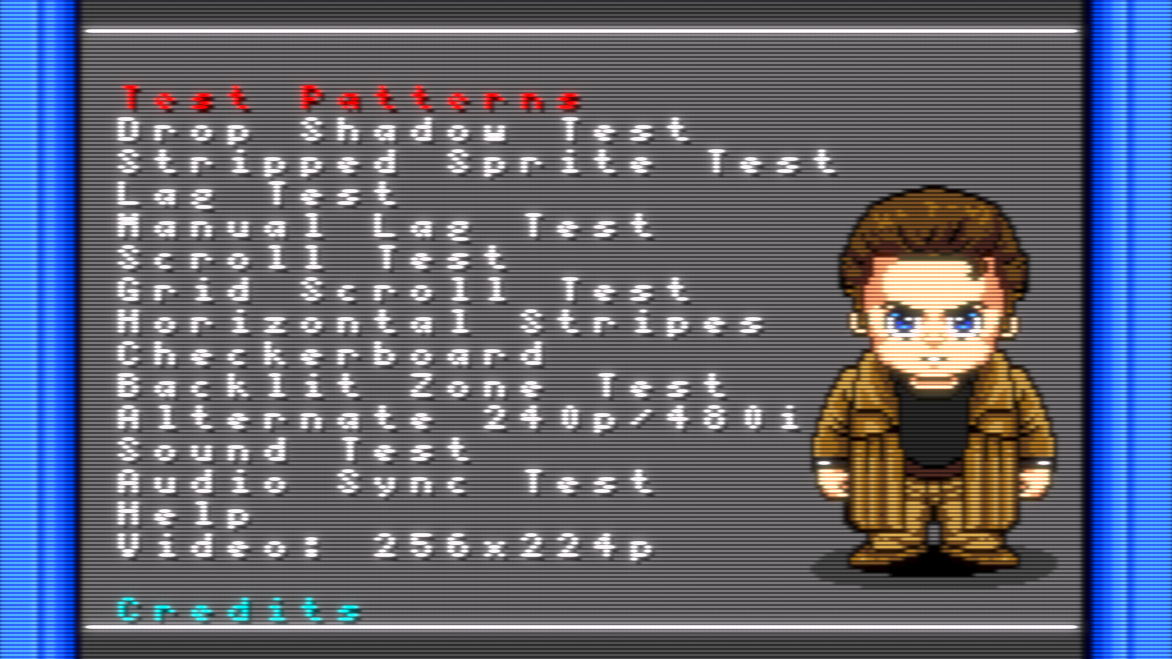 Test Patterns
Drop Shadow Test
Stripped Sprite Test
Lag Test
Manual Lag Test
Scroll Test
Grid Scroll Test
Horizontal Stripes
Checkerboard
Backlit Zone Test
Alternate 240p/480i
Sound Test
Audio Sync Test
Help
Video: 256x224p
Credits